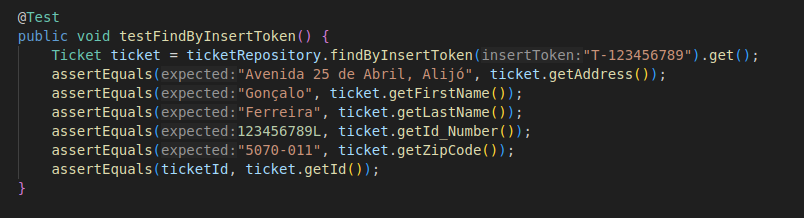 @Test
public void testFindByInsertToken() {
Ticket ticket = ticketRepository.findByInsertToken(insertToken:"T-123456789").get();
assertEquals(expected:"Avenida 25 de Abril, Alijó", ticket.getAddress());
assertEquals(expected:"Gonçalo", ticket.getFirstName());
assertEquals(expected:"Ferreira", ticket.getLastName());
assertEquals(expected:123456789L, ticket.getId_Number());
assertEquals(expected:"5070-011", ticket.getZipCode());
assertEquals(ticketId, ticket.getId());
}